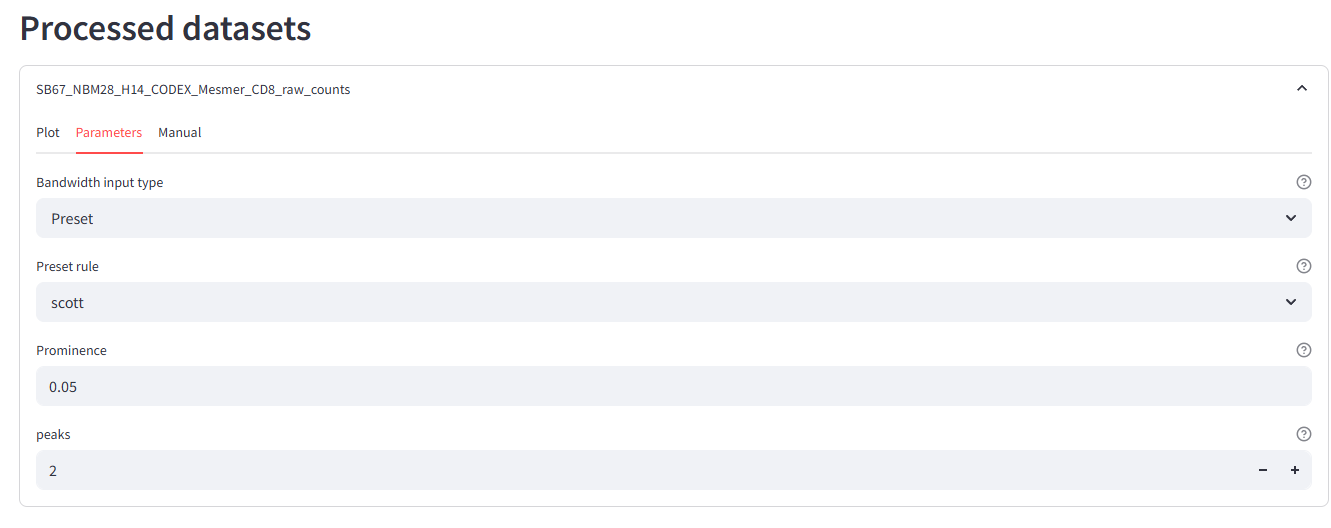 Processed datasets
SB67_NBM28_H14_CODEX_Mesmer_CD8_raw_counts
Plot Parameters Manual
Bandwidth input type
Preset
Preset rule
scott
Prominence
0.05
peaks
2